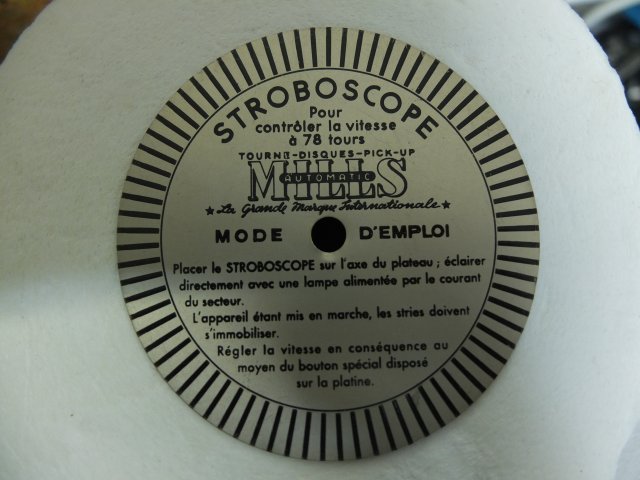 STROBOSCOPE
Pour
contrôler la vitesse
à 78 tours
TOURNE-DISQUES-PICK-UP
MILLS
AUTOMATIC
★ La Grande Marque Internationale ★
MODE D'EMPLOI
Placer le STROBOSCOPE sur l'axe du plateau ; éclairer
directement avec une lampe alimentée par le courant
du secteur.
L'appareil étant mis en marche, les stries doivent
s'immobiliser.
Régler la vitesse en conséquence au
moyen du bouton spécial disposé
sur la platine.